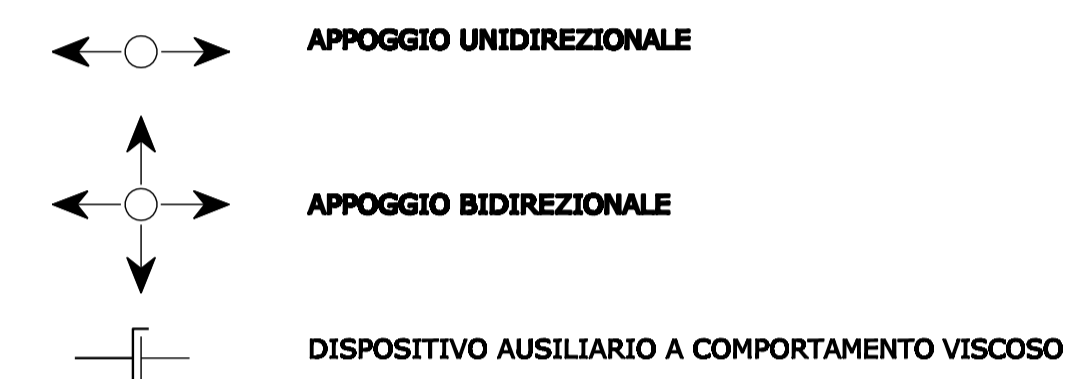 APPOGGIO UNIDIREZIONALE
APPOGGIO BIDIREZIONALE
DISPOSITIVO AUSILIARIO A COMPORTAMENTO VISCOSO